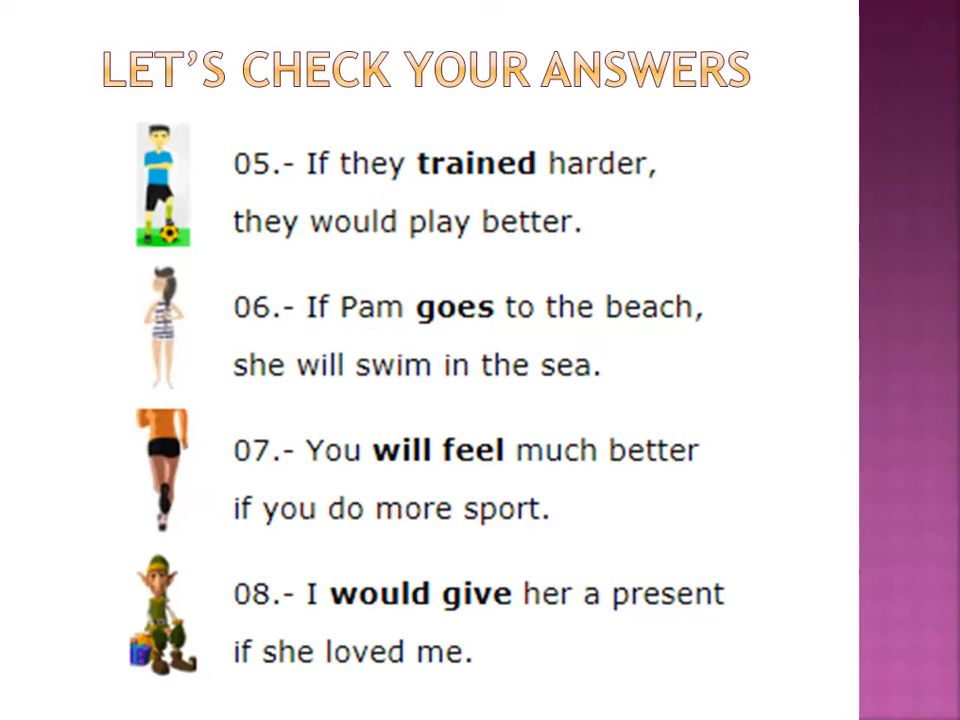 LET'S CHECK YOUR ANSWERS
05.- If they trained harder,
they would play better.
06.- If Pam goes to the beach,
she will swim in the sea.
07.- You will feel much better
if you do more sport.
08.- I would give her a present
if she loved me.